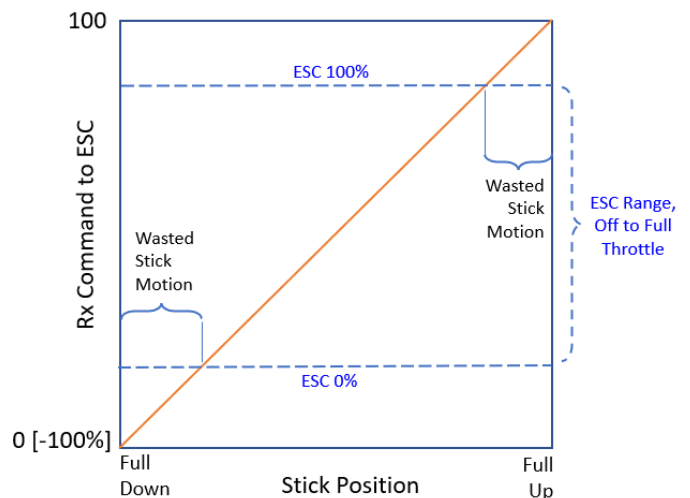 100
ESC 100%
Rx Command to ESC
Wasted
Stick
Motion
ESC Range,
Off to Full
Throttle
Wasted
Stick
Motion
ESC 0%
0 [-100%]
Full
Down
Stick Position
Full
Up